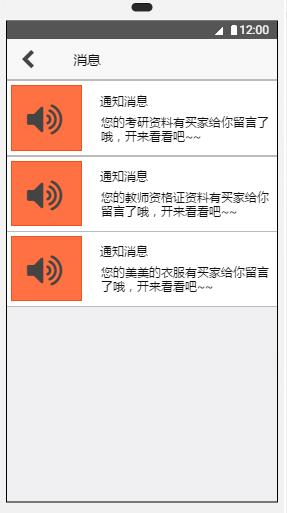 12:00
消息
通知消息
您的考研资料有买家给你留言了
哦，开来看看吧~~
通知消息
您的教师资格证资料有买家给你
留言了哦，开来看看吧~~
通知消息
您的美美的衣服有买家给你留言
了哦，开来看看吧~~